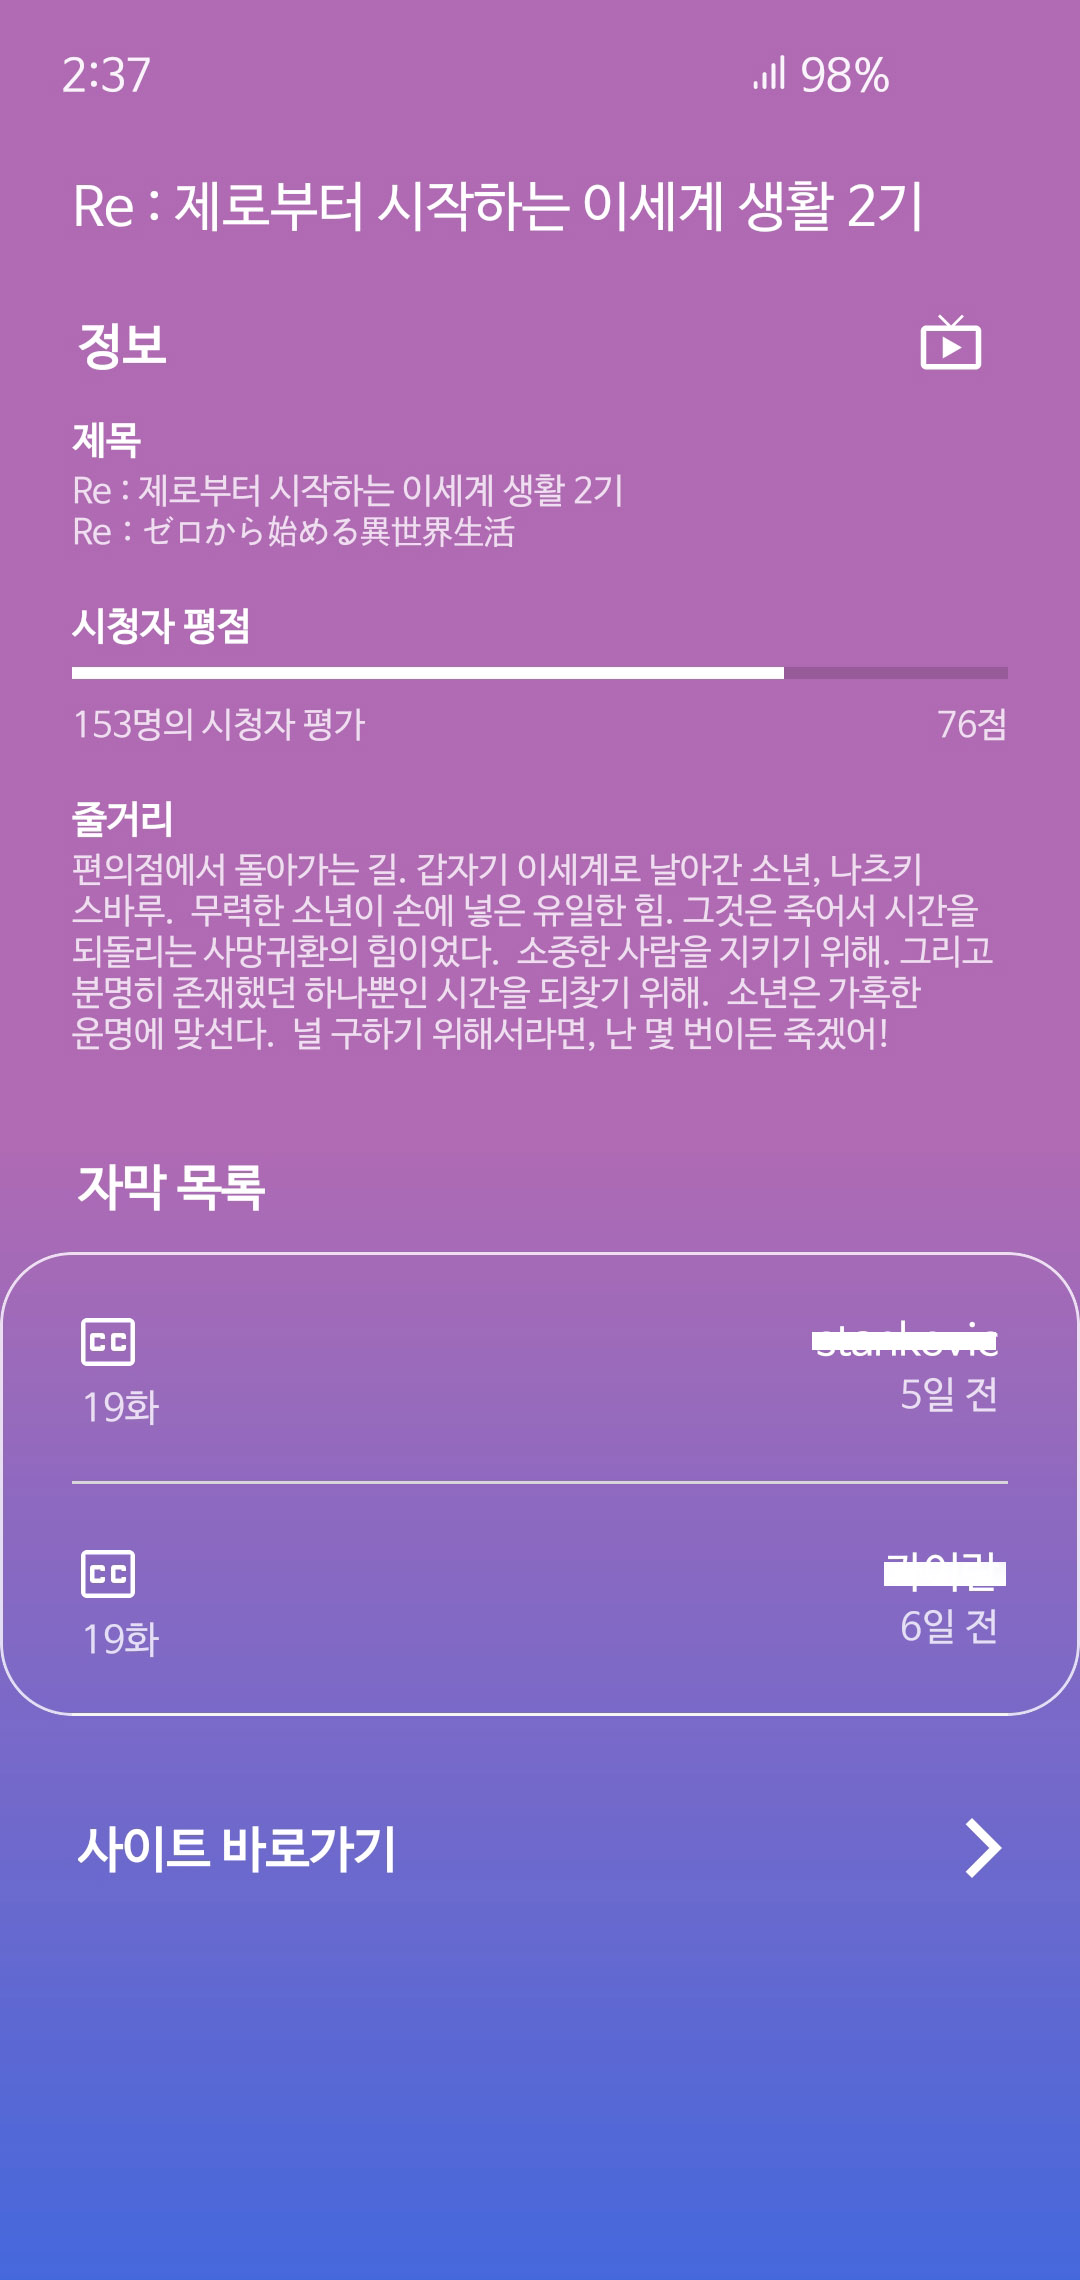 2:37
98%
Re : 제로부터 시작하는 이세계 생활 2기
정보
제목
Re : 제로부터 시작하는 이세계 생활 2기
Re：ゼロから始める異世界生活
시청자 평점
153명의 시청자 평가
76점
줄거리
편의점에서 돌아가는 길. 갑자기 이세계로 날아간 소년, 나츠키
스바루.  무력한 소년이 손에 넣은 유일한 힘. 그것은 죽어서 시간을
되돌리는 사망귀환의 힘이었다.  소중한 사람을 지키기 위해. 그리고
분명히 존재했던 하나뿐인 시간을 되찾기 위해.  소년은 가혹한
운명에 맞선다.  널 구하기 위해서라면, 난 몇 번이든 죽겠어!
자막 목록
CC
19화
5일 전
CC
19화
6일 전
사이트 바로가기